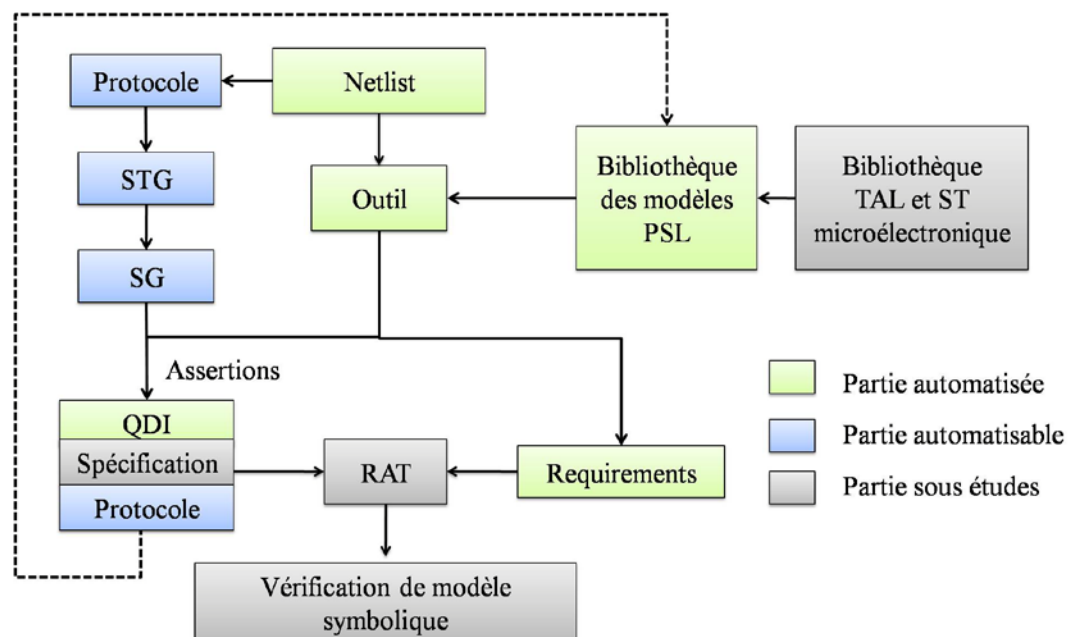 Protocole
Netlist
STG
Outil
Bibliothèque
des modèles
PSL
Bibliothèque
TAL et ST
microélectronique
SG
Assertions
QDI
Spécification
Protocole
RAT
Requirements
Vérification de modèle
symbolique
Partie automatisée
Partie automatisable
Partie sous études